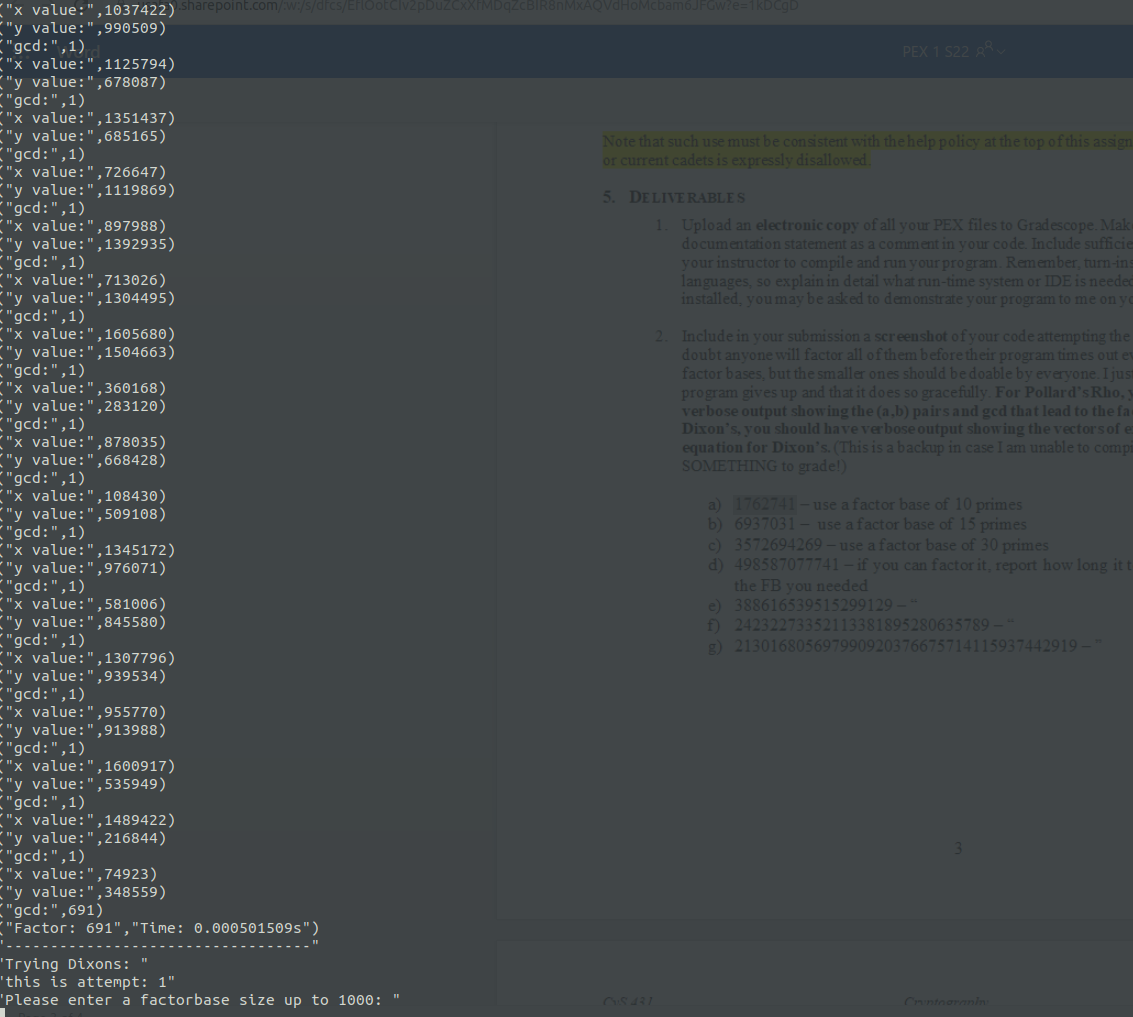 ("x value:",1037422)
("y value:",990509)
("gcd:",1)
("x value:",1125794)
("y value:",678087)
("gcd:",1)
("x value:",1351437)
("y value:",685165)
("gcd:",1)
("x value:",726647)
("y value:",1119869)
("gcd:",1)
("x value:",897988)
("y value:",1392935)
("gcd:",1)
("x value:",713026)
("y value:",1304495)
("gcd:",1)
("x value:",1605680)
("y value:",1504663)
("gcd:",1)
("x value:",360168)
("y value:",283120)
("gcd:",1)
("x value:",878035)
("y value:",668428)
("gcd:",1)
("x value:",108430)
("y value:",509108)
("gcd:",1)
("x value:",1345172)
("y value:",976071)
("gcd:",1)
("x value:",581006)
("y value:",845580)
("gcd:",1)
("x value:",1307796)
("y value:",939534)
("gcd:",1)
("x value:",955770)
("y value:",913988)
("gcd:",1)
("x value:",1600917)
("y value:",535949)
("gcd:",1)
("x value:",1489422)
("y value:",216844)
("gcd:",1)
("x value:",74923)
("y value:",348559)
("gcd:",691)
("Factor: 691","Time: 0.000501509s")
"----------------------------------"
"Trying Dixons: "
"this is attempt: 1"
"Please enter a factorbase size up to 1000: "
.sharepoint.com/:w/s/drcs/
Word
PEX 1 S22
Note that such use must be consistent with the help policy at the top of this assign
or current cadets is expressly disallowed.
5. DELIVERABLES
1. Upload an electronic copy of all your PEX files to Gradescope. Mak
documentation statement as a comment in your code. Include sufficie
your instructor to compile and run your program. Remember, turn-ins
languages, so explain in detail what run-time system or IDE is needed
installed, you may be asked to demonstrate your program to me on yo
2. Include in your submission a screenshot of your code attempting the
doubt anyone will factor all of them before their program times out ev
factor bases, but the smaller ones should be doable by everyone. I jus
program gives up and that it does so gracefully. For Pollard's Rho, y
verbose output showing the (a,b) pairs and gcd that lead to the fa
Dixon's, you should have verbose output showing the vectors of e
equation for Dixon's. (This is a backup in case I am unable to comp
SOMETHING to grade!)
a) 1762741 – use a factor base of 10 primes
b) 6937031 – use a factor base of 15 primes
c) 3572694269 – use a factor base of 30 primes
d) 498587077741 – if you can factor it, report how long it t
the FB you needed
e) 388616539515299129 – "
f) 24232273352113381895280635789 – "
g) 213016805697990920376675714115937442919 – "
3
CyS 431
Cryptography